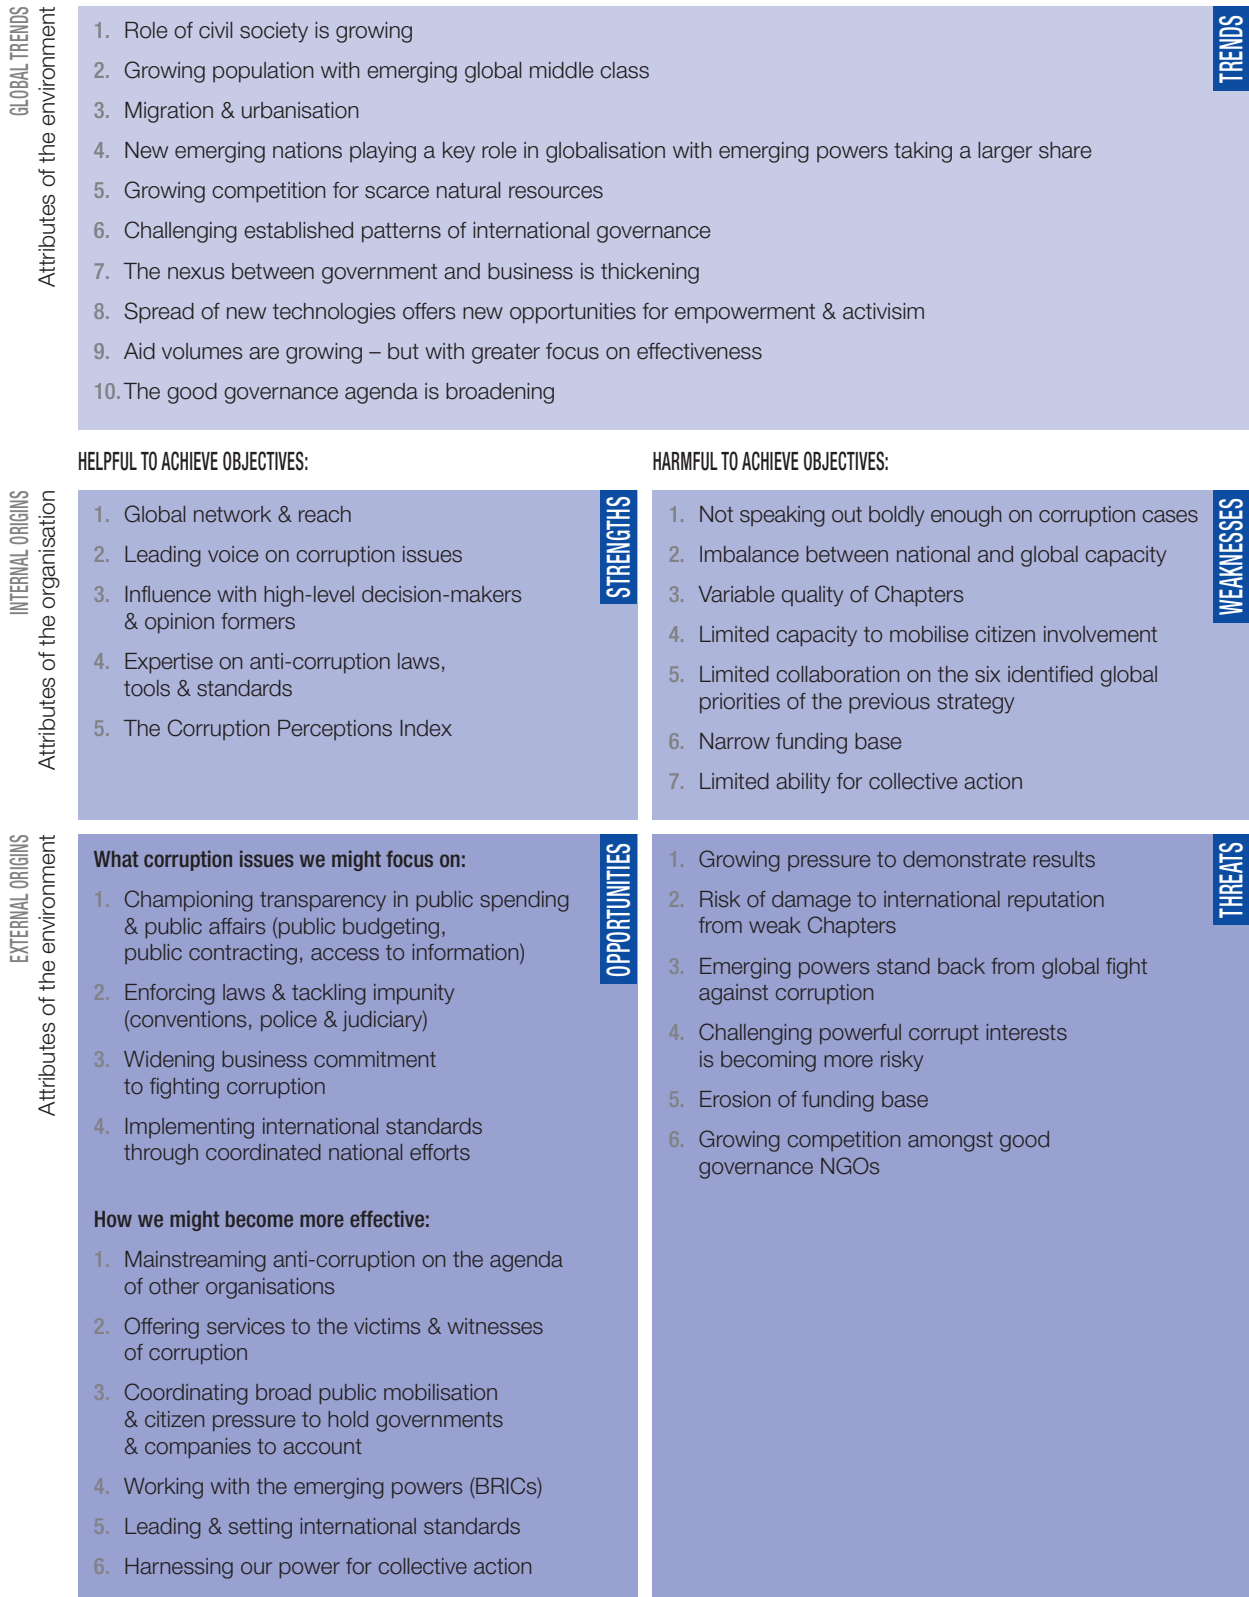 GLOBAL TRENDS
Attributes of the environment
TRENDS
1. Role of civil society is growing
2. Growing population with emerging global middle class
3. Migration & urbanisation
4. New emerging nations playing a key role in globalisation with emerging powers taking a larger share
5. Growing competition for scarce natural resources
6. Challenging established patterns of international governance
7. The nexus between government and business is thickening
8. Spread of new technologies offers new opportunities for empowerment & activisim
9. Aid volumes are growing – but with greater focus on effectiveness
10. The good governance agenda is broadening
HELPFUL TO ACHIEVE OBJECTIVES:
HARMFUL TO ACHIEVE OBJECTIVES:
INTERNAL ORIGINS
Attributes of the organisation
STRENGTHS
1. Global network & reach
2. Leading voice on corruption issues
3. Influence with high-level decision-makers
& opinion formers
4. Expertise on anti-corruption laws,
tools & standards
5. The Corruption Perceptions Index
WEAKNESSES
1. Not speaking out boldly enough on corruption cases
2. Imbalance between national and global capacity
3. Variable quality of Chapters
4. Limited capacity to mobilise citizen involvement
5. Limited collaboration on the six identified global
priorities of the previous strategy
6. Narrow funding base
7. Limited ability for collective action
EXTERNAL ORIGINS
Attributes of the environment
OPPORTUNITIES
What corruption issues we might focus on:
1. Championing transparency in public spending
& public affairs (public budgeting,
public contracting, access to information)
2. Enforcing laws & tackling impunity
(conventions, police & judiciary)
3. Widening business commitment
to fighting corruption
4. Implementing international standards
through coordinated national efforts
How we might become more effective:
1. Mainstreaming anti-corruption on the agenda
of other organisations
2. Offering services to the victims & witnesses
of corruption
3. Coordinating broad public mobilisation
& citizen pressure to hold governments
& companies to account
4. Working with the emerging powers (BRICs)
5. Leading & setting international standards
6. Harnessing our power for collective action
THREATS
1. Growing pressure to demonstrate results
2. Risk of damage to international reputation
from weak Chapters
3. Emerging powers stand back from global fight
against corruption
4. Challenging powerful corrupt interests
is becoming more risky
5. Erosion of funding base
6. Growing competition amongst good
governance NGOs